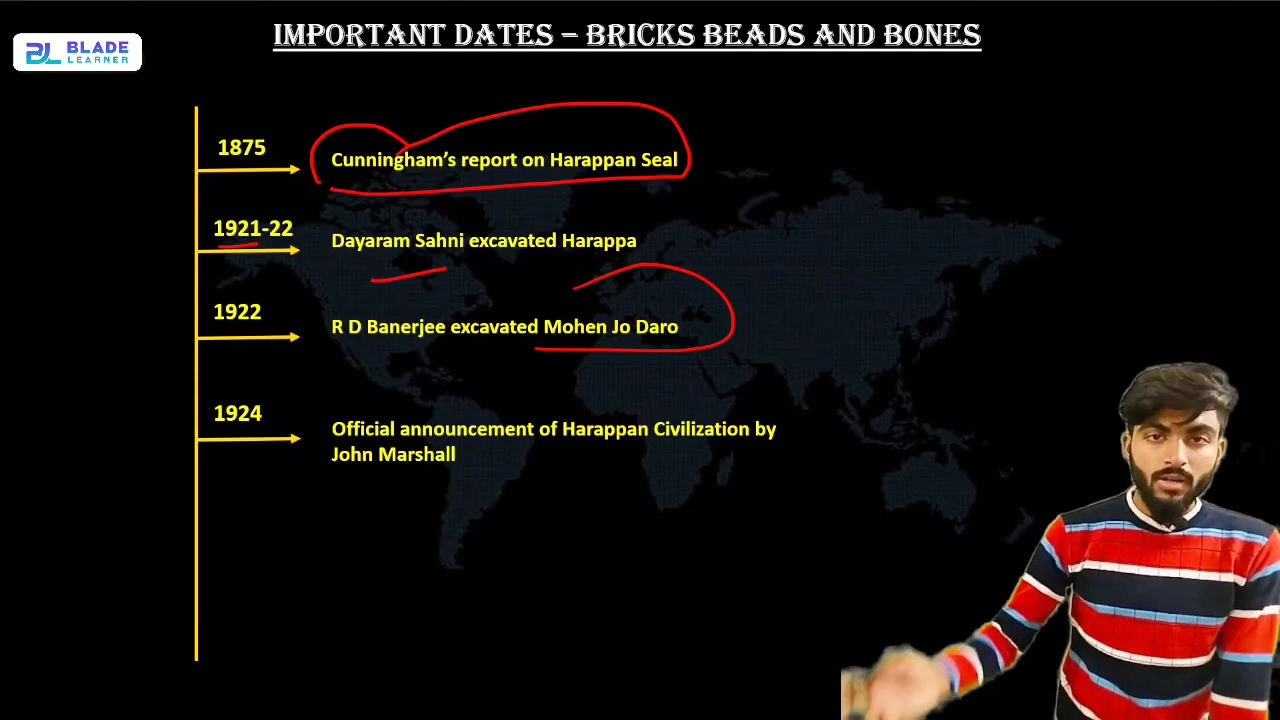 BLADE
LEARNER
IMPORTANT DATES – BRICKS BEADS AND BONES
1875
Cunningham's report on Harappan Seal
1921-22
Dayaram Sahni excavated Harappa
1922
R D Banerjee excavated Mohen Jo Daro
1924
Official announcement of Harappan Civilization by
John Marshall